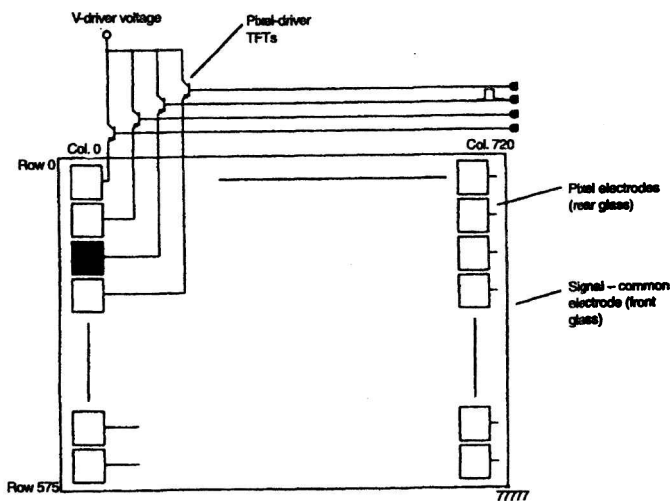 V-driver voltage
Pixel-driver
TFTs
Col. 0
Col. 720
Row 0
Pixel electrodes
(rear glass)
Signal – common
electrode (front
glass)
Row 575